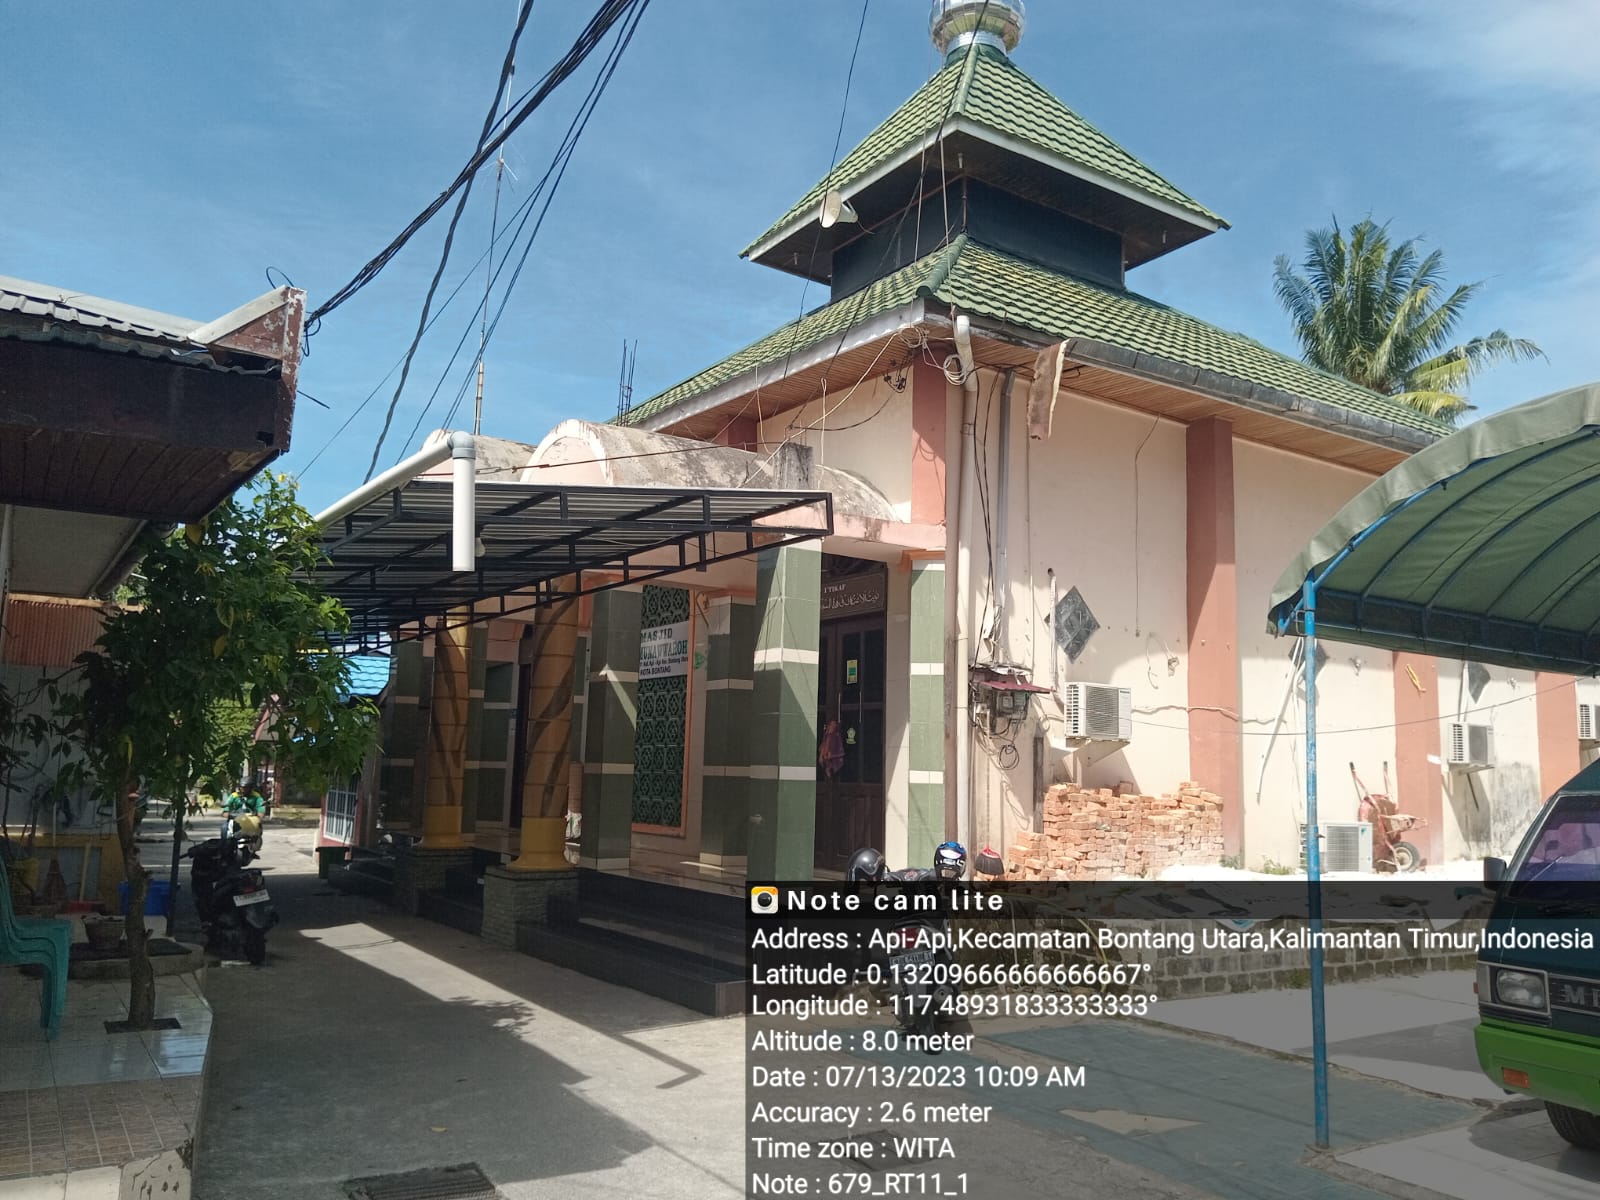 I'TIKAF
MASJID
MUNAWWAROH
KOTA BONTANG
Note cam lite
Address : Api-Api,Kecamatan Bontang Utara,Kalimantan Timur,Indonesia
Latitude : 0.13209666666666667°
Longitude : 117.48931833333333°
Altitude : 8.0 meter
Date : 07/13/2023 10:09 AM
Accuracy : 2.6 meter
Time zone : WITA
Note : 679_RT11_1